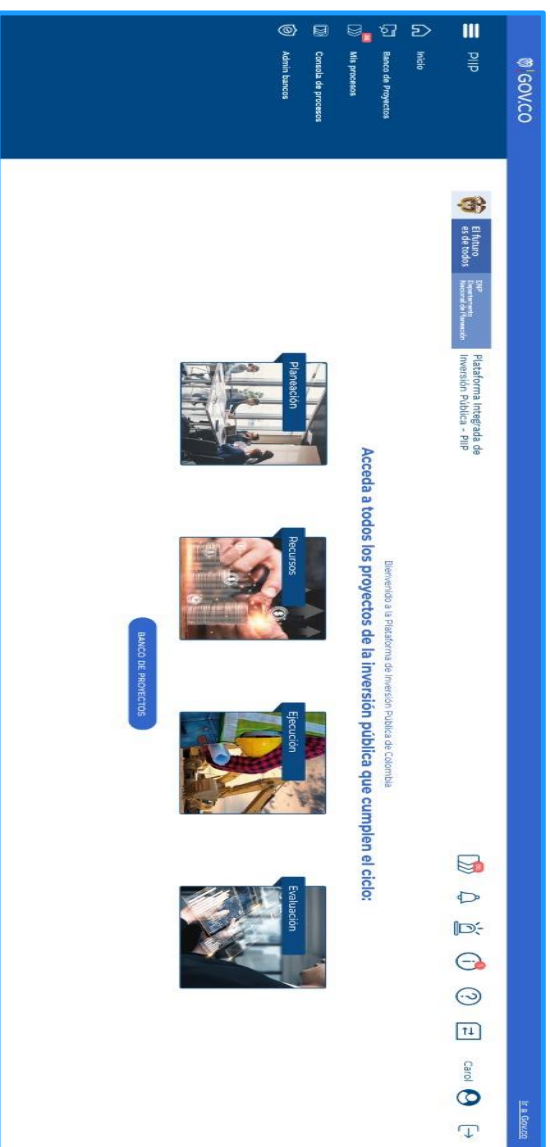 GOV.CO
Ir a Gov.co
PIIP
Inicio
Banco de Proyectos
Mis procesos
Consola de procesos
Admin bancos
El futuro
es de todos
DNP
Departamento
Nacional de Planeación
Plataforma Integrada de
Inversión Pública - PIIP
Carol
Bienvenido a la Plataforma de Inversión Pública de Colombia
Acceda a todos los proyectos de la inversión pública que cumplen el ciclo:
Planeación
Recursos
Ejecución
Evaluación
BANCO DE PROYECTOS